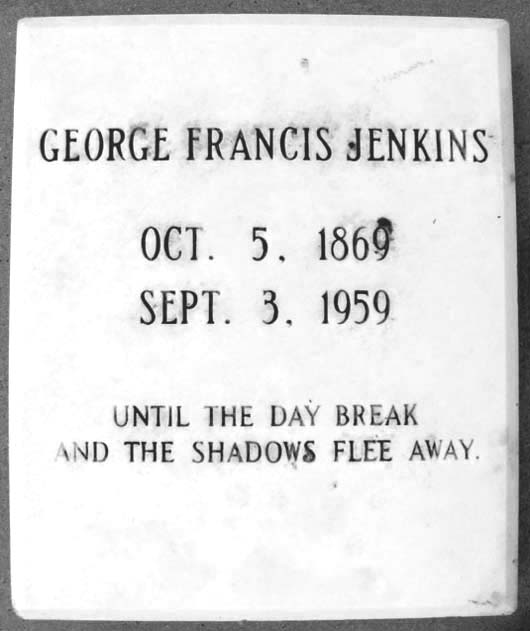 GEORGE FRANCIS JENKINS
OCT. 5, 1869
SEPT. 3, 1959
UNTIL THE DAY BREAK
AND THE SHADOWS FLEE AWAY.